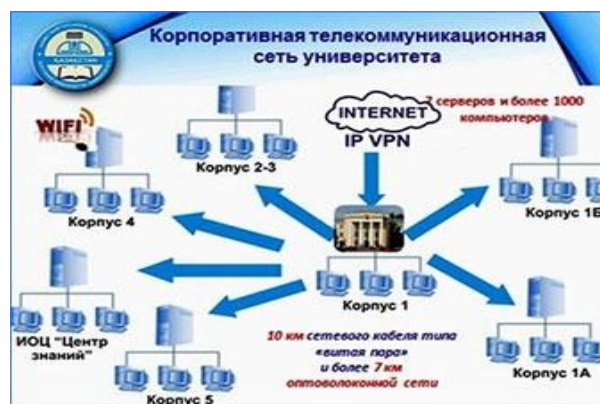 Корпоративная телекоммуникационная
сеть университета
КАЗАХСТАН
WIFI
INTERNET
IP VPN
7 серверов и более 1000
компьютеров
Корпус 2-3
Корпус 4
Корпус 1Б
Корпус 1
ИОЦ "Центр
знаний"
Корпус 5
10 км сетевого кабеля типа
«витая пара»
и более 7 км
оптоволоконной сети
Корпус 1А